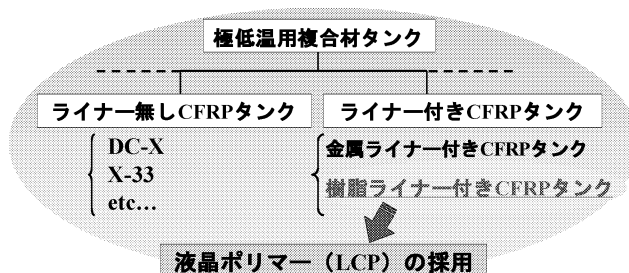 極低温用複合材タンク
ライナー無しCFRPタンク
ライナー付きCFRPタンク
DC-X
X-33
etc…
金属ライナー付きCFRPタンク
樹脂ライナー付きCFRPタンク
液晶ポリマー（LCP）の採用